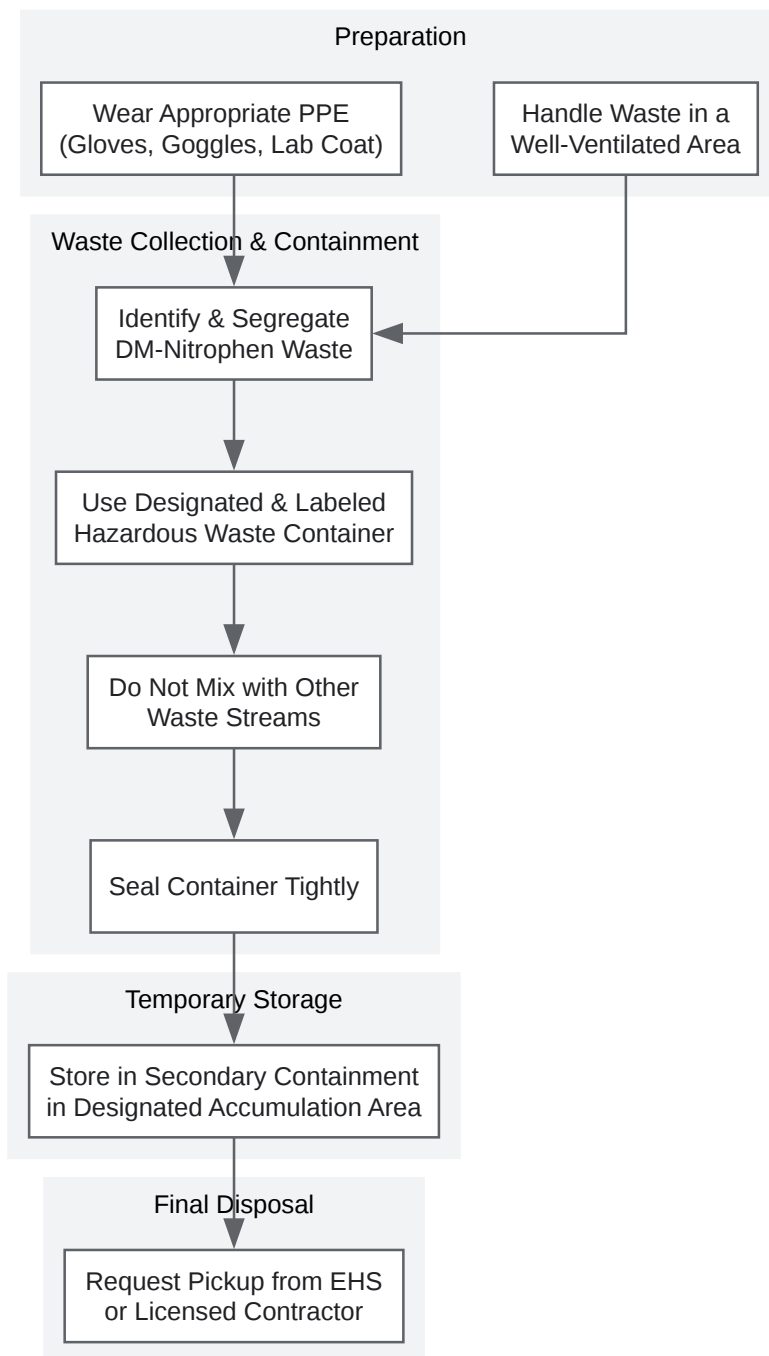 Preparation
Wear Appropriate PPE
(Gloves, Goggles, Lab Coat)
Handle Waste in a
Well-Ventilated Area
Waste Collection & Containment
Identify & Segregate
DM-Nitrophen Waste
Use Designated & Labeled
Hazardous Waste Container
Do Not Mix with Other
Waste Streams
Seal Container Tightly
Temporary Storage
Store in Secondary Containment
in Designated Accumulation Area
Final Disposal
Request Pickup from EHS
or Licensed Contractor